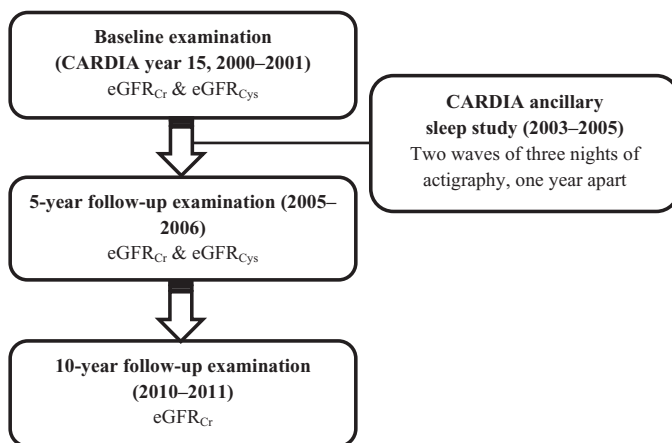 Baseline examination
(CARDIA year 15, 2000–2001)
eGFRCr & eGFRCys
CARDIA ancillary
sleep study (2003–2005)
Two waves of three nights of
actigraphy, one year apart
5-year follow-up examination (2005–
2006)
eGFRCr & eGFRCys
10-year follow-up examination
(2010–2011)
eGFRCr